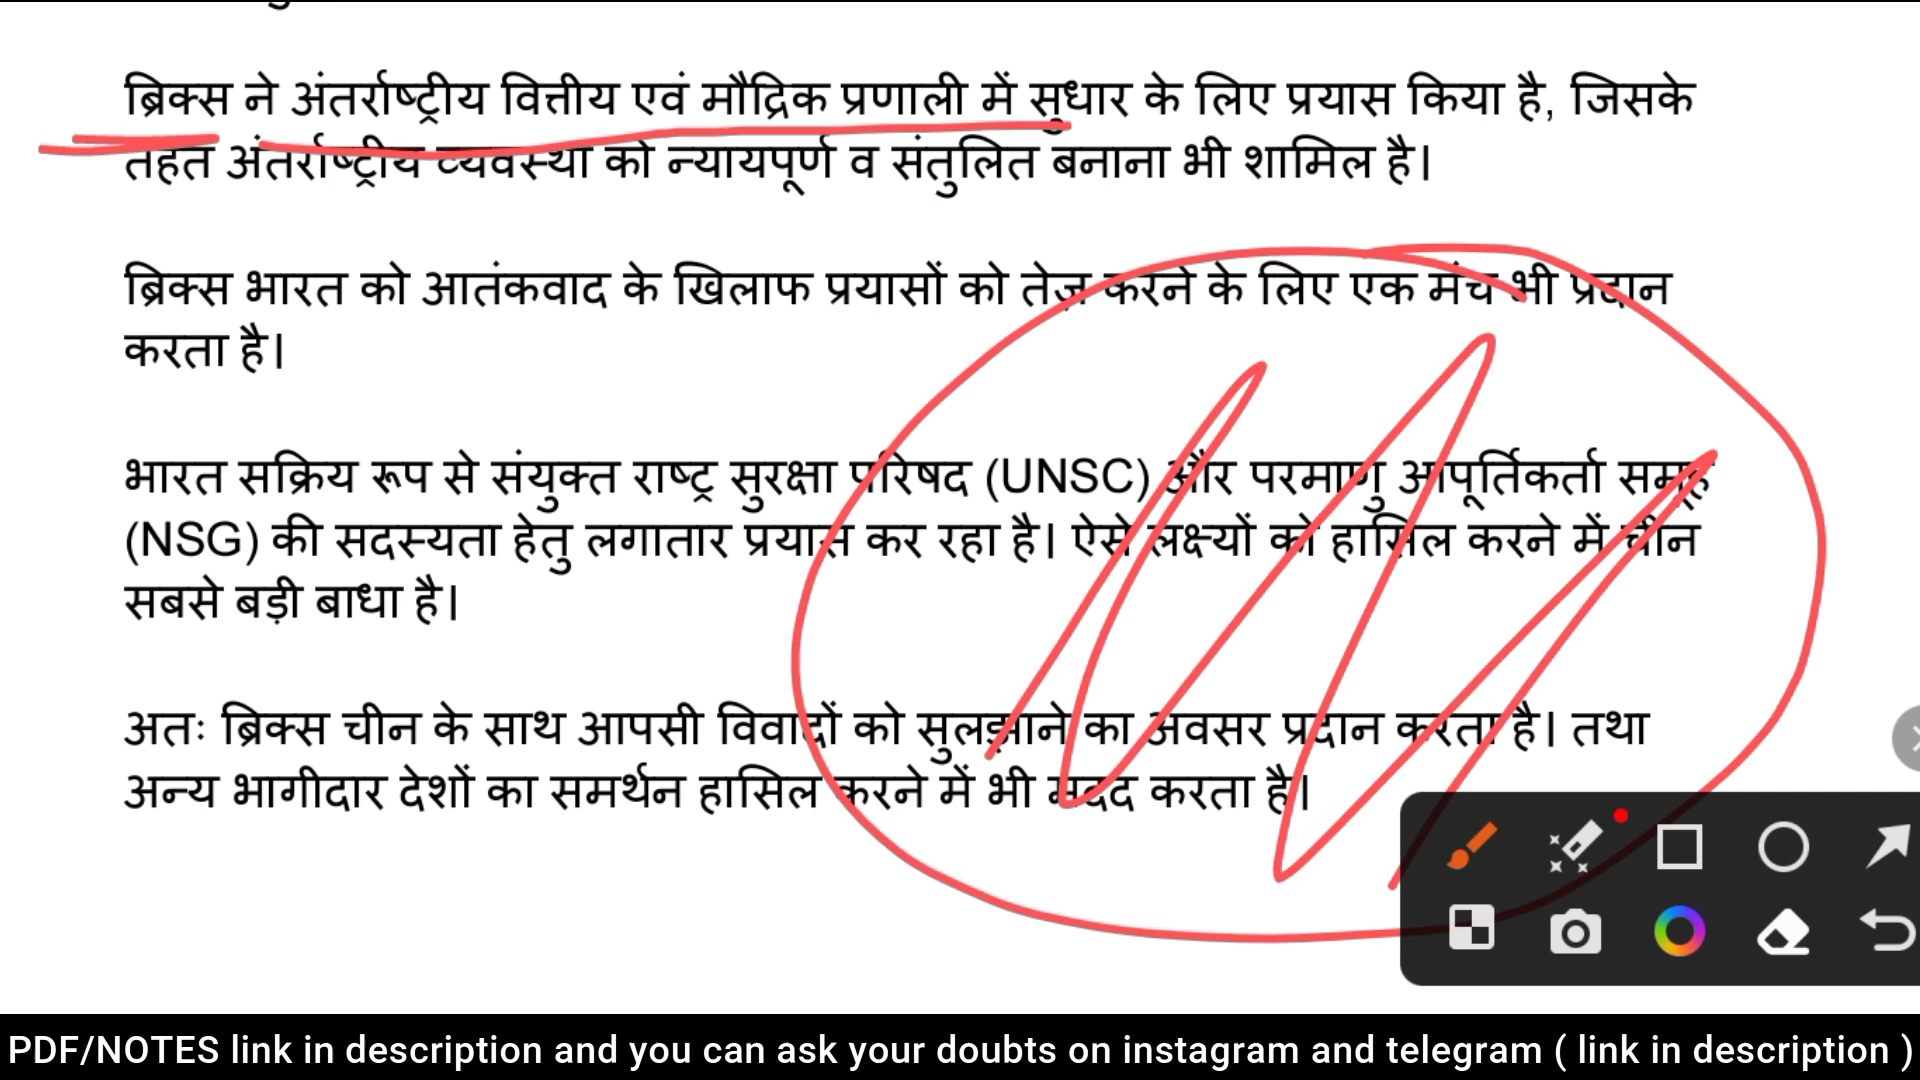 ब्रिक्स ने अंतर्राष्ट्रीय वित्तीय एवं मौद्रिक प्रणाली में सुधार के लिए प्रयास किया है, जिसके
तहत अंतर्राष्ट्रीय व्यवस्था को न्यायपूर्ण व संतुलित बनाना भी शामिल है।
ब्रिक्स भारत को आतंकवाद के खिलाफ प्रयासों को तेज़ करने के लिए एक मंच भी प्रदान
करता है।
भारत सक्रिय रूप से संयुक्त राष्ट्र सुरक्षा परिषद (UNSC) और परमाणु आपूर्तिकर्ता समूह
(NSG) की सदस्यता हेतु लगातार प्रयास कर रहा है। ऐसे लक्ष्यों को हासिल करने में चीन
सबसे बड़ी बाधा है।
अतः ब्रिक्स चीन के साथ आपसी विवादों को सुलझाने का अवसर प्रदान करता है। तथा
अन्य भागीदार देशों का समर्थन हासिल करने में भी मदद करता है।
PDF/NOTES link in description and you can ask your doubts on instagram and telegram ( link in description )